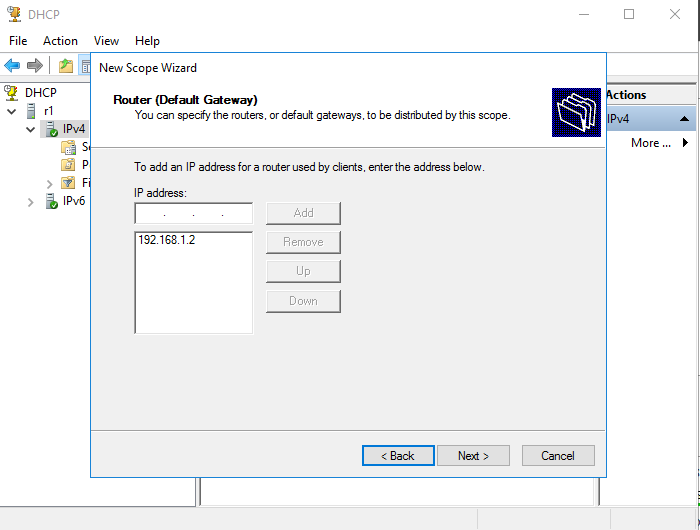 DHCP
File Action View Help
DHCP
r1
IPv4
IPv6
New Scope Wizard
Router (Default Gateway)
You can specify the routers, or default gateways, to be distributed by this scope.
To add an IP address for a router used by clients, enter the address below.
IP address:
. . .
Add
192.168.1.2
Remove
Up
Down
< Back
Next >
Cancel
Actions
IPv4
More ...